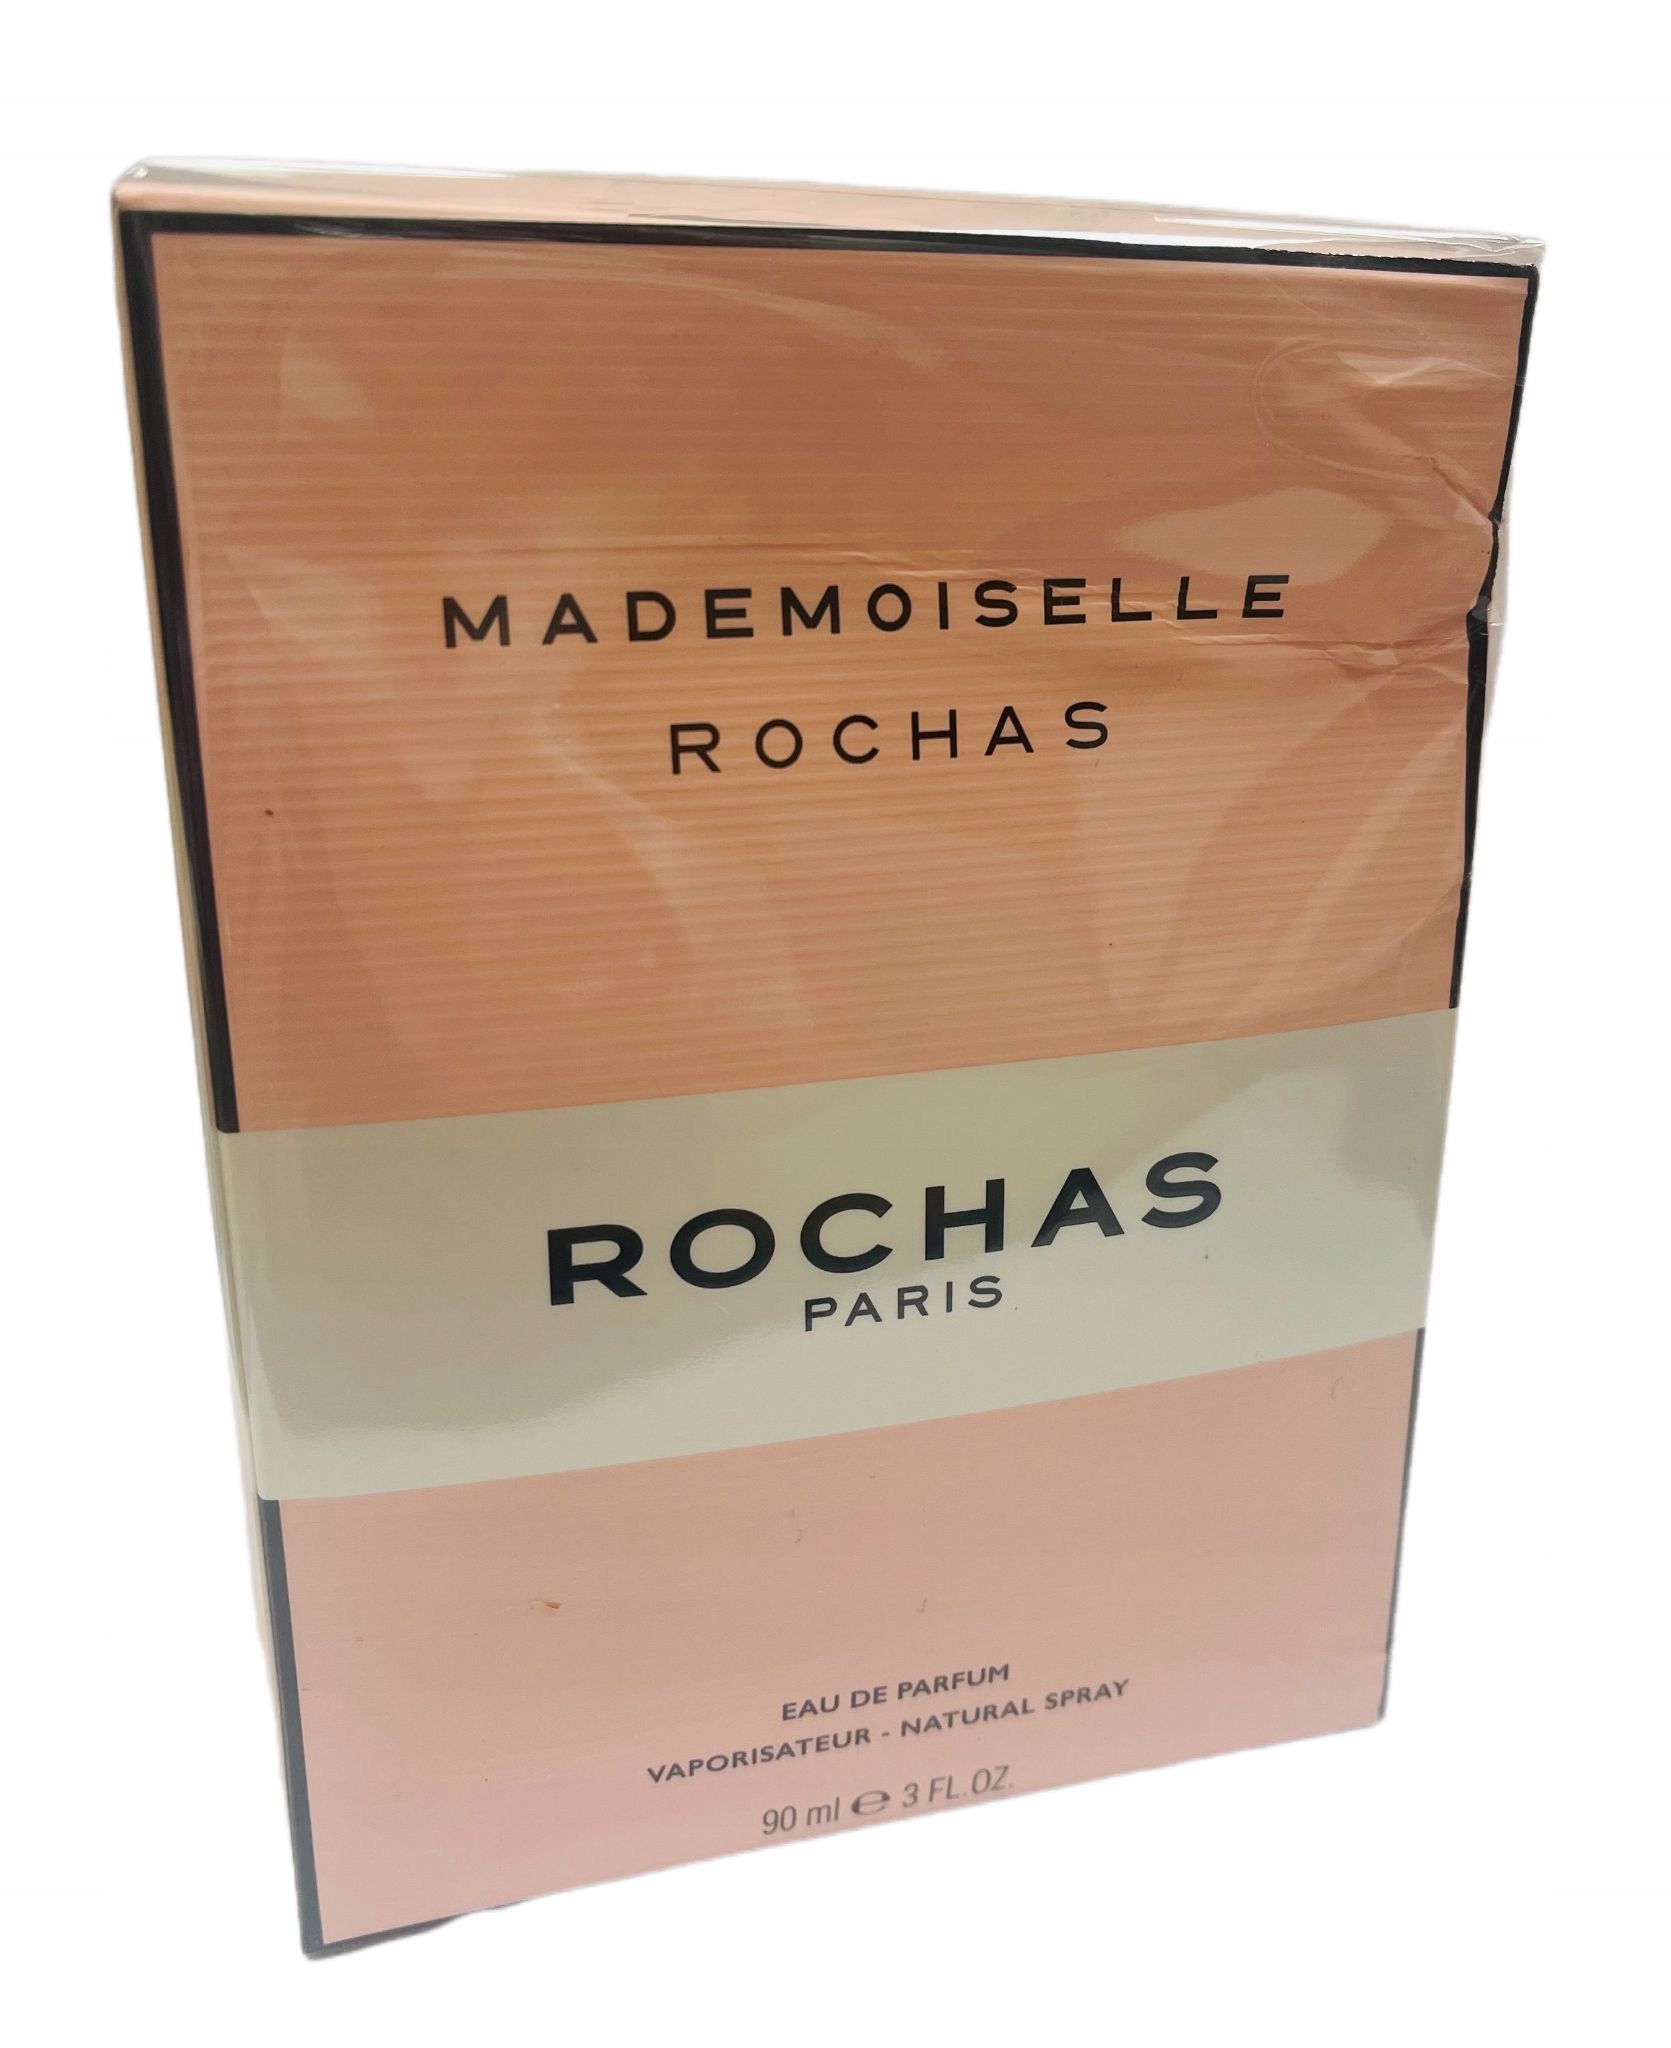 MADEMOISELLE
ROCHAS
ROCHAS
PARIS
EAU DE PARFUM
VAPORISATEUR - NATURAL SPRAY
90 ml ℮ 3 FL.OZ.